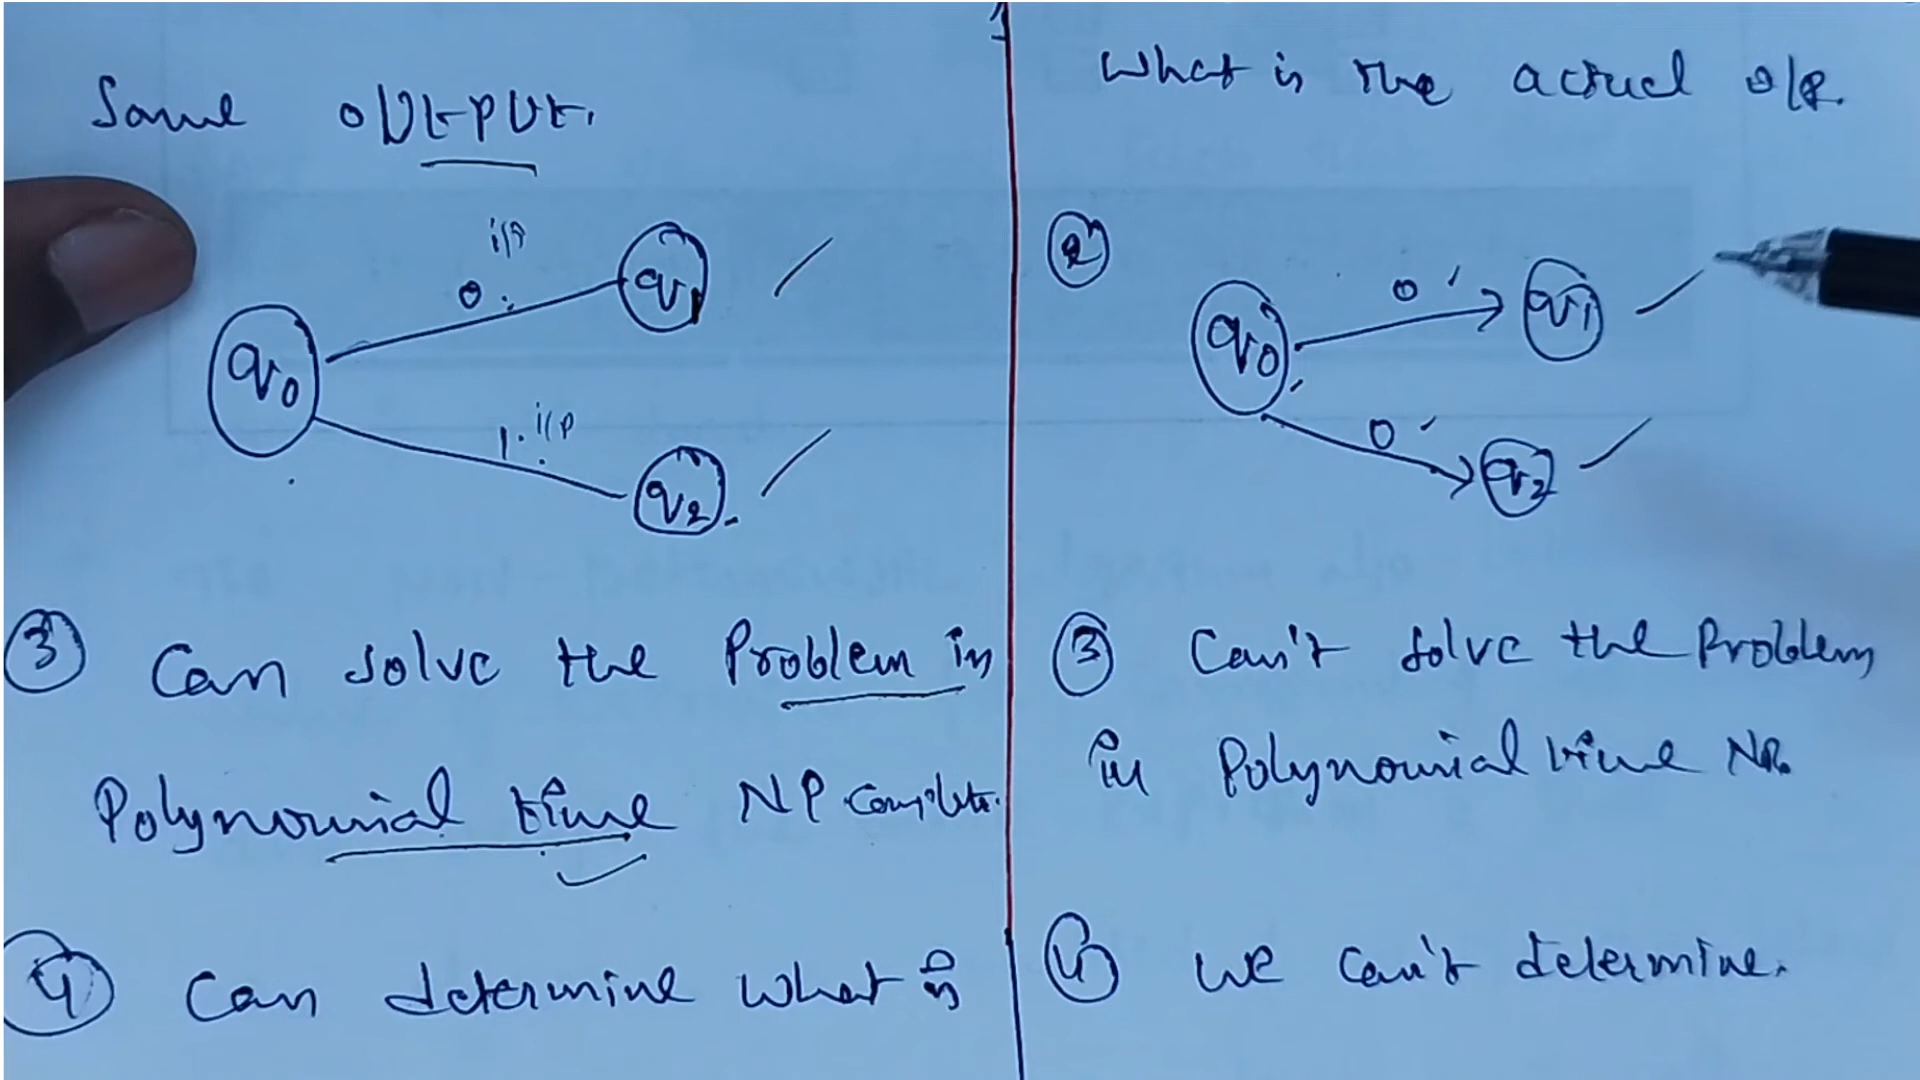 Same OUtPUt.
i/p
0
q1
q0
1. i/p
q2
③ Can solve the Problem in
Polynomial time NP complete.
④ Can determine what is
What is the actual o/p.
②
0
q1
q0
0
q2
③ Can't solve the Problem
in Polynomial time NP.
④ we can't determine.